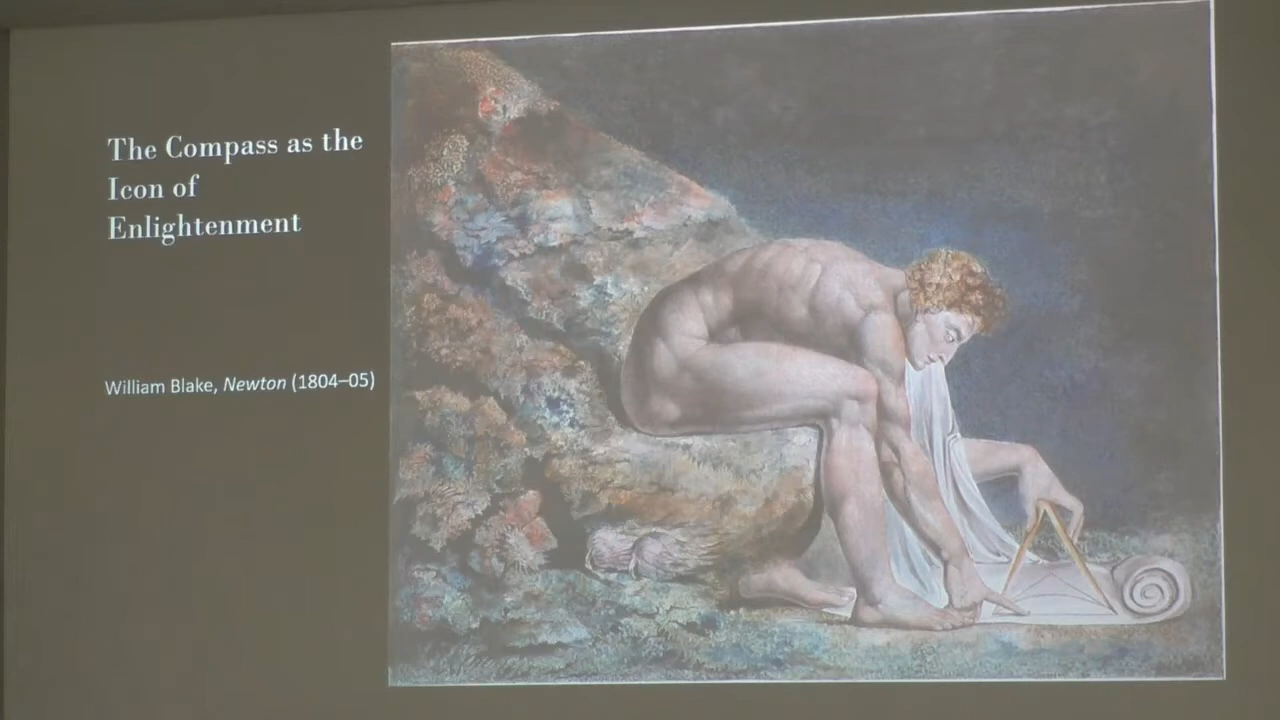 The Compass as the
Icon of
Enlightenment
William Blake, Newton (1804–05)